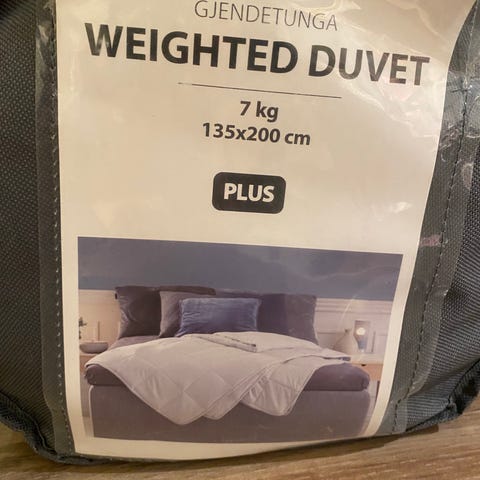 GJENDETUNGA
WEIGHTED DUVET
7 kg
135x200 cm
PLUS